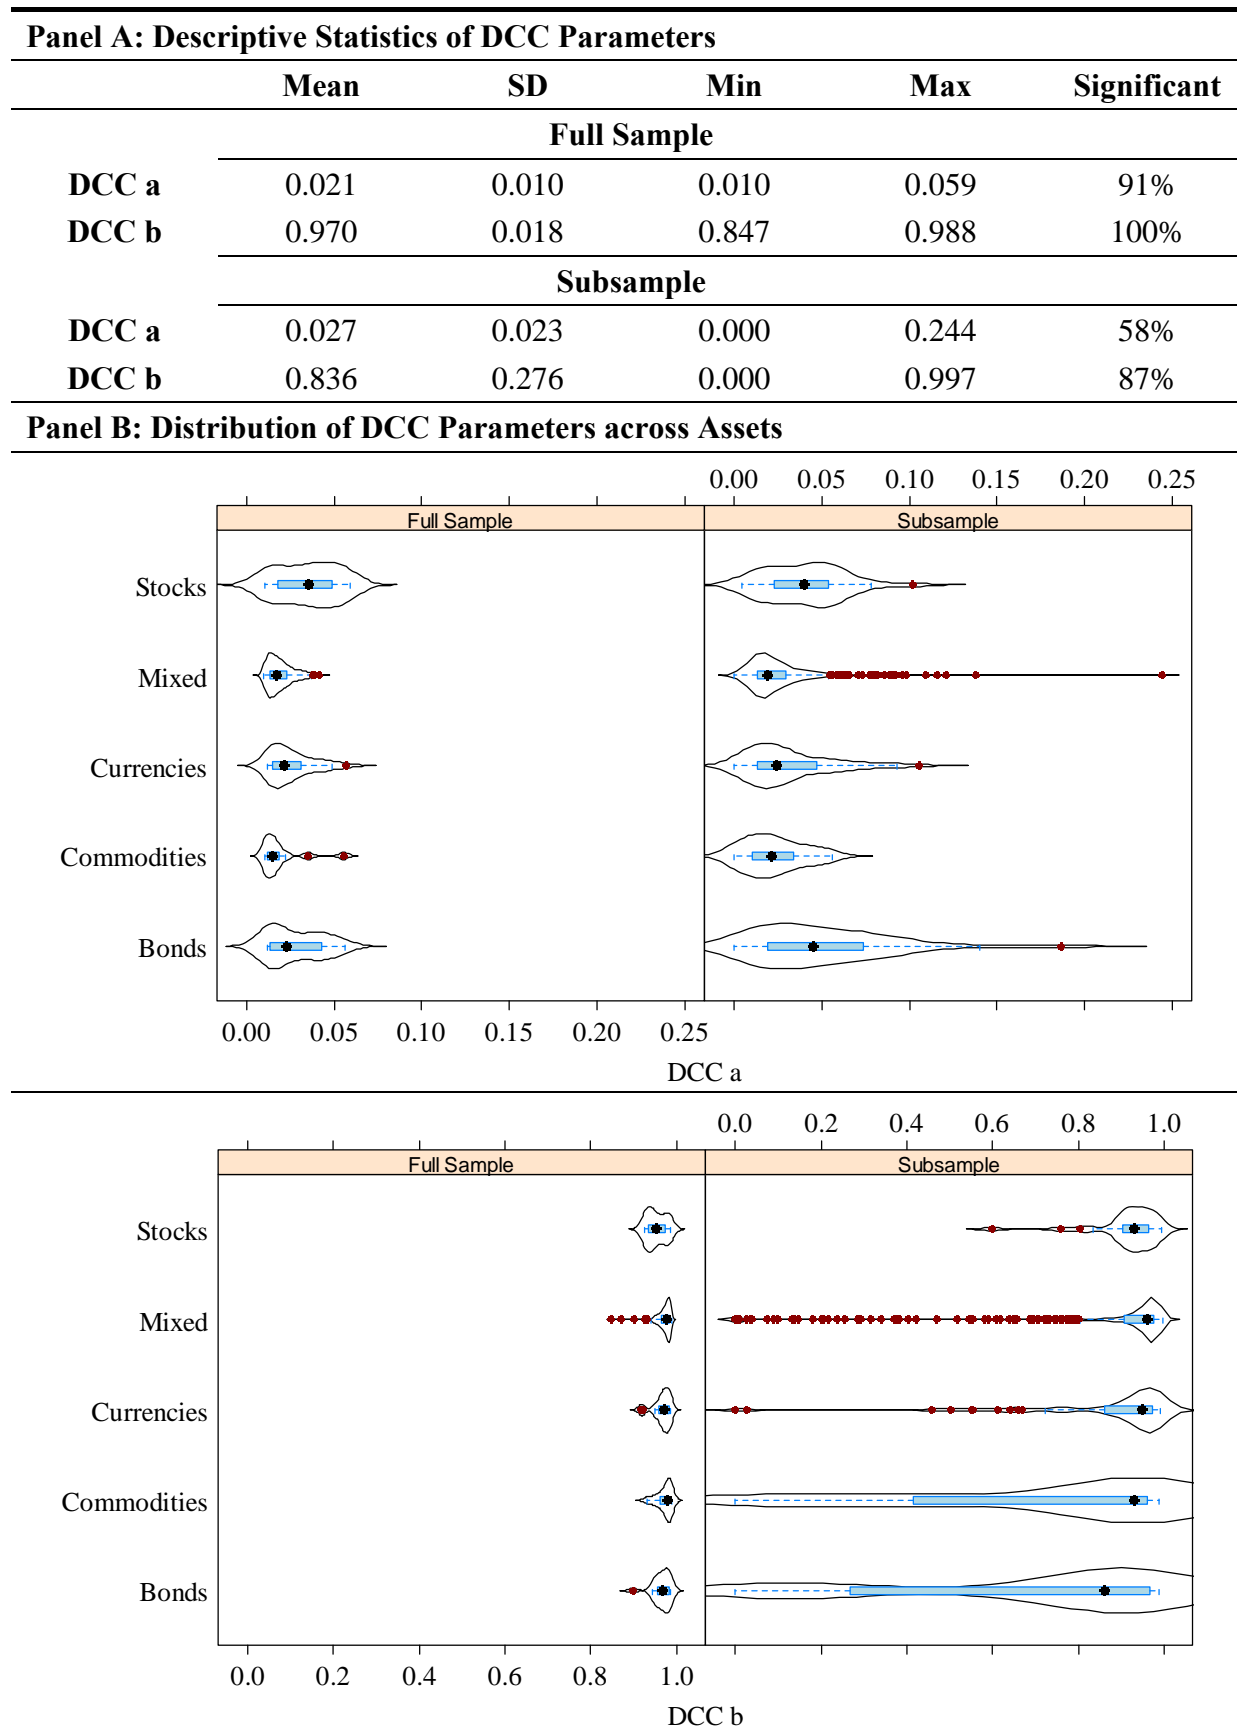 Panel A: Descriptive Statistics of DCC Parameters
Mean SD Min Max Significant
Full Sample
DCC a 0.021 0.010 0.010 0.059 91%
DCC b 0.970 0.018 0.847 0.988 100%
Subsample
DCC a 0.027 0.023 0.000 0.244 58%
DCC b 0.836 0.276 0.000 0.997 87%
Panel B: Distribution of DCC Parameters across Assets
0.00 0.05 0.10 0.15 0.20 0.25
Full Sample Subsample
Stocks
Mixed
Currencies
Commodities
Bonds
0.00 0.05 0.10 0.15 0.20 0.25
DCC a
0.0 0.2 0.4 0.6 0.8 1.0
Full Sample Subsample
Stocks
Mixed
Currencies
Commodities
Bonds
0.0 0.2 0.4 0.6 0.8 1.0
DCC b